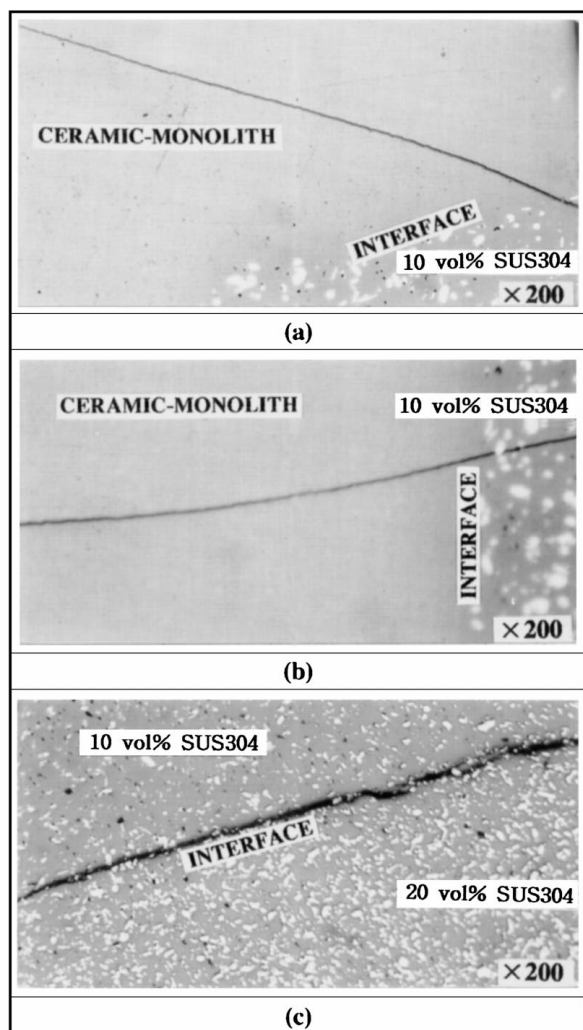 CERAMIC-MONOLITH
INTERFACE
10 vol% SUS304
×200
(a)
CERAMIC-MONOLITH
10 vol% SUS304
INTERFACE
×200
(b)
10 vol% SUS304
INTERFACE
20 vol% SUS304
×200
(c)